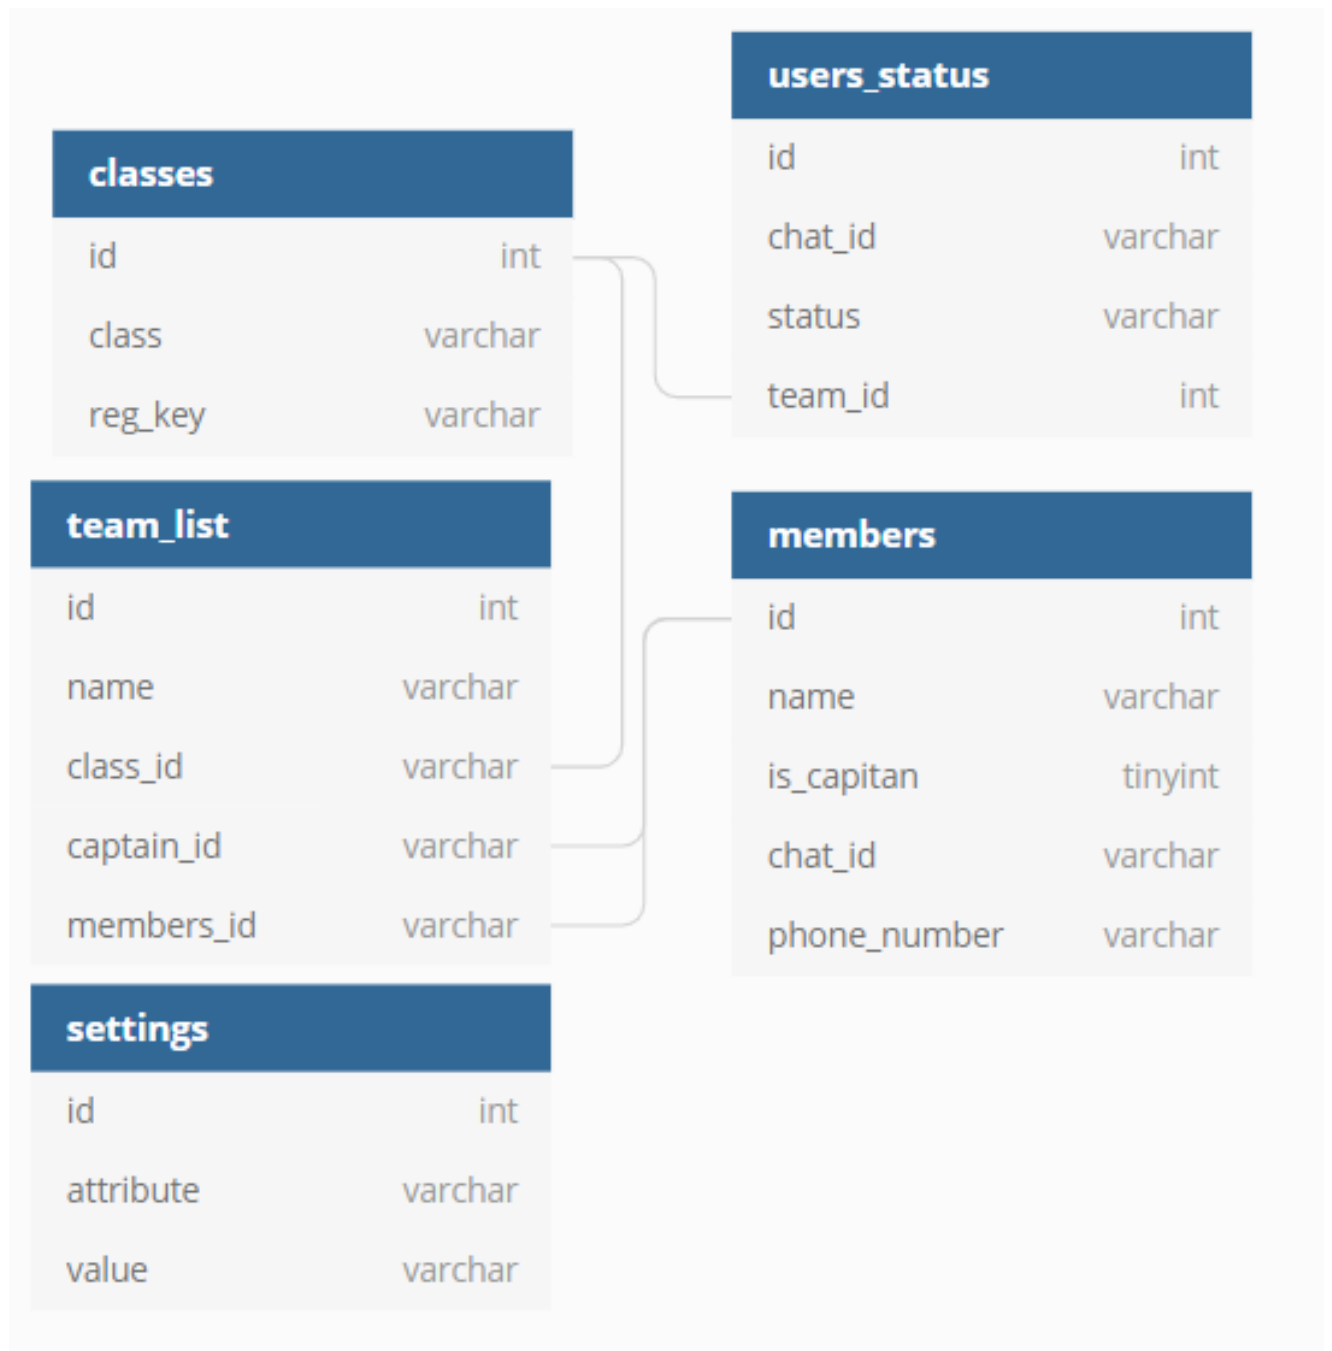 users_status
id int
chat_id varchar
status varchar
team_id int
classes
id int
class varchar
reg_key varchar
team_list
id int
name varchar
class_id varchar
captain_id varchar
members_id varchar
members
id int
name varchar
is_capitan tinyint
chat_id varchar
phone_number varchar
settings
id int
attribute varchar
value varchar